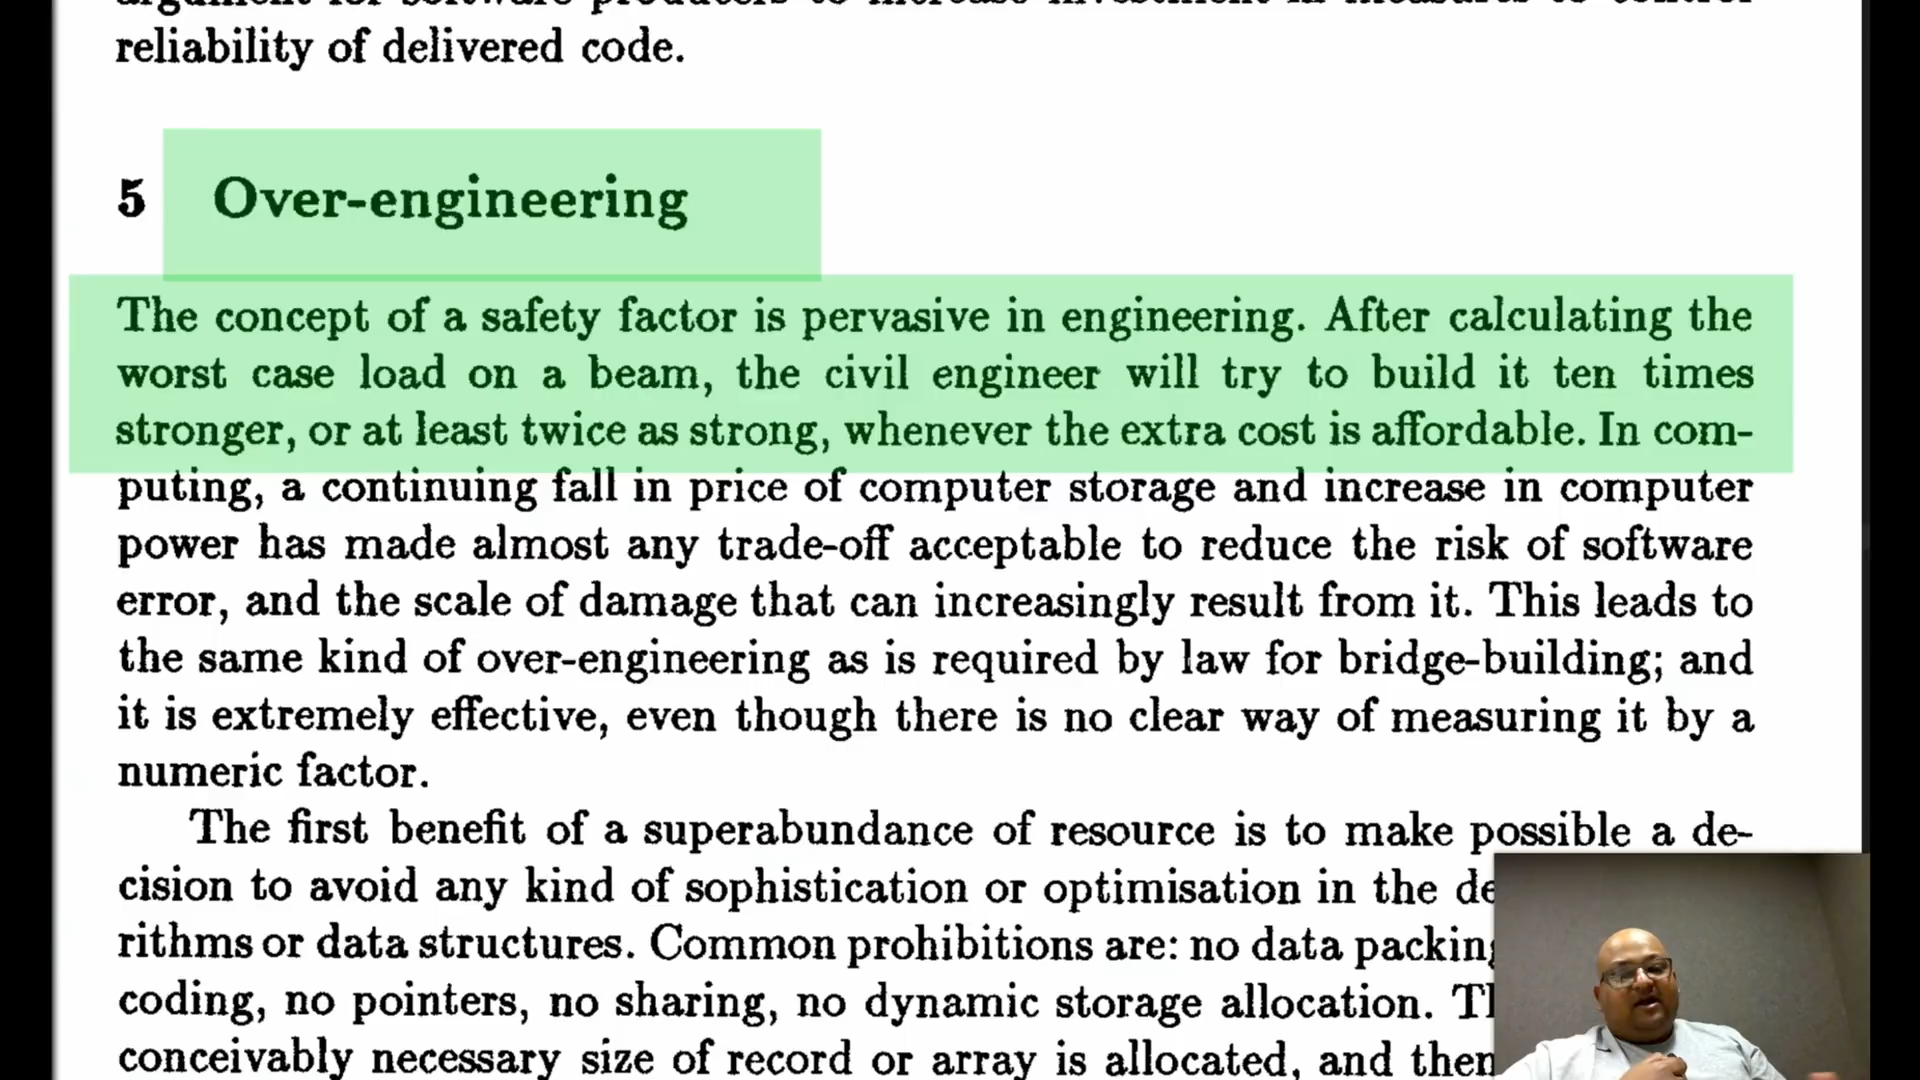 reliability of delivered code.
5 Over-engineering
The concept of a safety factor is pervasive in engineering. After calculating the
worst case load on a beam, the civil engineer will try to build it ten times
stronger, or at least twice as strong, whenever the extra cost is affordable. In com-
puting, a continuing fall in price of computer storage and increase in computer
power has made almost any trade-off acceptable to reduce the risk of software
error, and the scale of damage that can increasingly result from it. This leads to
the same kind of over-engineering as is required by law for bridge-building; and
it is extremely effective, even though there is no clear way of measuring it by a
numeric factor.
The first benefit of a superabundance of resource is to make possible a de-
cision to avoid any kind of sophistication or optimisation in the
rithms or data structures. Common prohibitions are: no data packing
coding, no pointers, no sharing, no dynamic storage allocation.
conceivably necessary size of record or array is allocated, and then